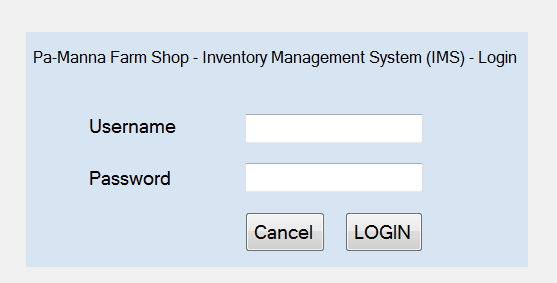 Pa-Manna Farm Shop - Inventory Management System (IMS) - Login
Username
Password
Cancel LOGIN